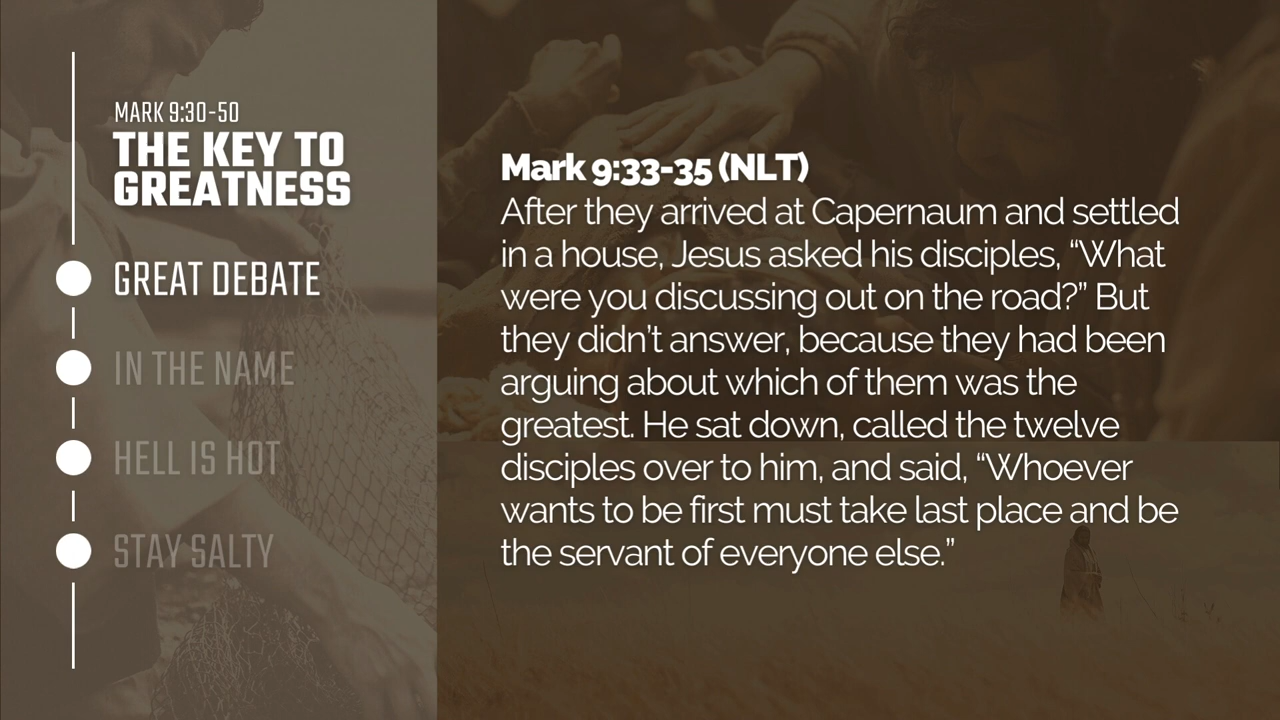 MARK 9:30-50
THE KEY TO
GREATNESS
GREAT DEBATE
IN THE NAME
HELL IS HOT
STAY SALTY
Mark 9:33-35 (NLT)
After they arrived at Capernaum and settled
in a house, Jesus asked his disciples, “What
were you discussing out on the road?” But
they didn’t answer, because they had been
arguing about which of them was the
greatest. He sat down, called the twelve
disciples over to him, and said, “Whoever
wants to be first must take last place and be
the servant of everyone else.”